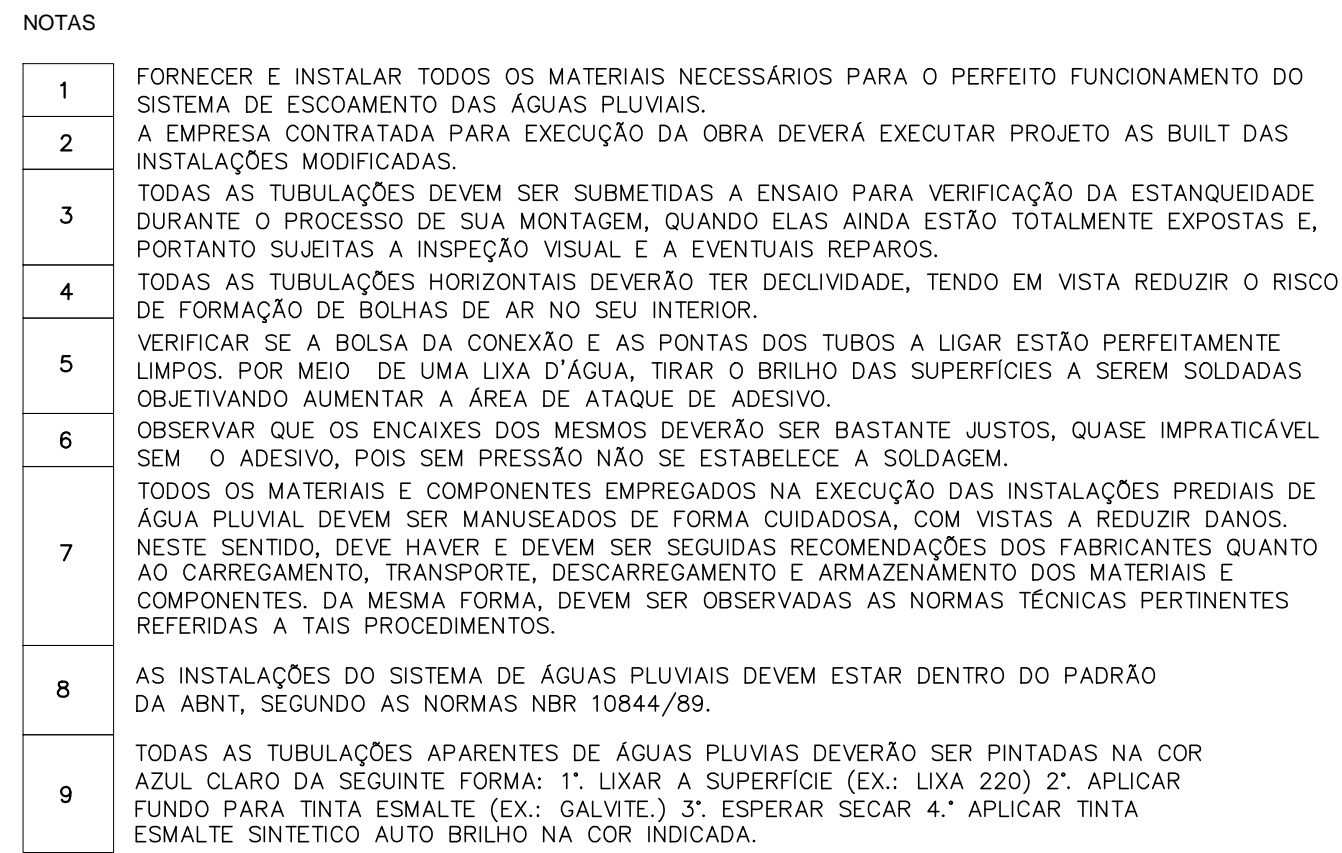 NOTAS
1 FORNECER E INSTALAR TODOS OS MATERIAIS NECESSÁRIOS PARA O PERFEITO FUNCIONAMENTO DO
SISTEMA DE ESCOAMENTO DAS ÁGUAS PLUVIAIS.
2 A EMPRESA CONTRATADA PARA EXECUÇÃO DA OBRA DEVERÁ EXECUTAR PROJETO AS BUILT DAS
INSTALAÇÕES MODIFICADAS.
3 TODAS AS TUBULAÇÕES DEVEM SER SUBMETIDAS A ENSAIO PARA VERIFICAÇÃO DA ESTANQUEIDADE
DURANTE O PROCESSO DE SUA MONTAGEM, QUANDO ELAS AINDA ESTÃO TOTALMENTE EXPOSTAS E,
PORTANTO SUJEITAS A INSPEÇÃO VISUAL E A EVENTUAIS REPAROS.
4 TODAS AS TUBULAÇÕES HORIZONTAIS DEVERÃO TER DECLIVIDADE, TENDO EM VISTA REDUZIR O RISCO
DE FORMAÇÃO DE BOLHAS DE AR NO SEU INTERIOR.
5 VERIFICAR SE A BOLSA DA CONEXÃO E AS PONTAS DOS TUBOS A LIGAR ESTÃO PERFEITAMENTE
LIMPOS. POR MEIO DE UMA LIXA D'ÁGUA, TIRAR O BRILHO DAS SUPERFÍCIES A SEREM SOLDADAS
OBJETIVANDO AUMENTAR A ÁREA DE ATAQUE DE ADESIVO.
6 OBSERVAR QUE OS ENCAIXES DOS MESMOS DEVERÃO SER BASTANTE JUSTOS, QUASE IMPRATICÁVEL
SEM O ADESIVO, POIS SEM PRESSÃO NÃO SE ESTABELECE A SOLDAGEM.
7 TODOS OS MATERIAIS E COMPONENTES EMPREGADOS NA EXECUÇÃO DAS INSTALAÇÕES PREDIAIS DE
ÁGUA PLUVIAL DEVEM SER MANUSEADOS DE FORMA CUIDADOSA, COM VISTAS A REDUZIR DANOS.
NESTE SENTIDO, DEVE HAVER E DEVEM SER SEGUIDAS RECOMENDAÇÕES DOS FABRICANTES QUANTO
AO CARREGAMENTO, TRANSPORTE, DESCARREGAMENTO E ARMAZENAMENTO DOS MATERIAIS E
COMPONENTES. DA MESMA FORMA, DEVEM SER OBSERVADAS AS NORMAS TÉCNICAS PERTINENTES
REFERIDAS A TAIS PROCEDIMENTOS.
8 AS INSTALAÇÕES DO SISTEMA DE ÁGUAS PLUVIAIS DEVEM ESTAR DENTRO DO PADRÃO
DA ABNT, SEGUNDO AS NORMAS NBR 10844/89.
9 TODAS AS TUBULAÇÕES APARENTES DE ÁGUAS PLUVIAS DEVERÃO SER PINTADAS NA COR
AZUL CLARO DA SEGUINTE FORMA: 1°. LIXAR A SUPERFÍCIE (EX.: LIXA 220) 2°. APLICAR
FUNDO PARA TINTA ESMALTE (EX.: GALVITE.) 3°. ESPERAR SECAR 4.° APLICAR TINTA
ESMALTE SINTETICO AUTO BRILHO NA COR INDICADA.